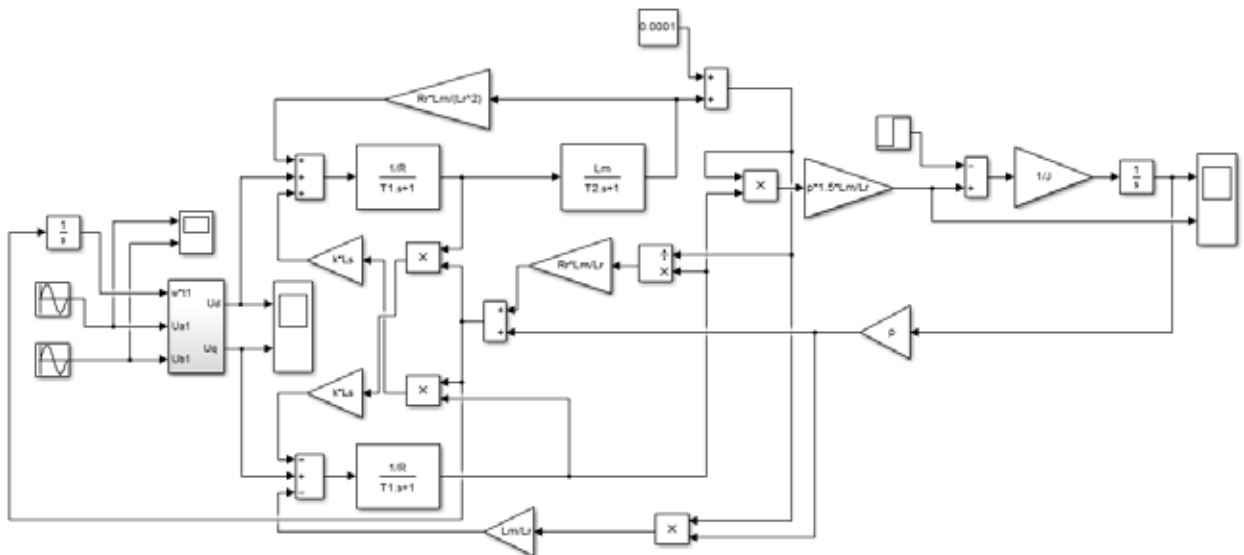 0.0001
+
+
Rr*Lm/(Lr^2)
+
+
+
1/R
T1.s+1
Lm
T2.s+1
×
p*1.5*Lm/Lr
−
+
1/J
1
s
1
s
k*Ls
×
Rr*Lm/Lr
÷
×
w*t1
Ud
Ua1
Uq
Ub1
+
+
p
k*Ls
×
−
+
−
1/R
T1.s+1
Lm/Lr
×